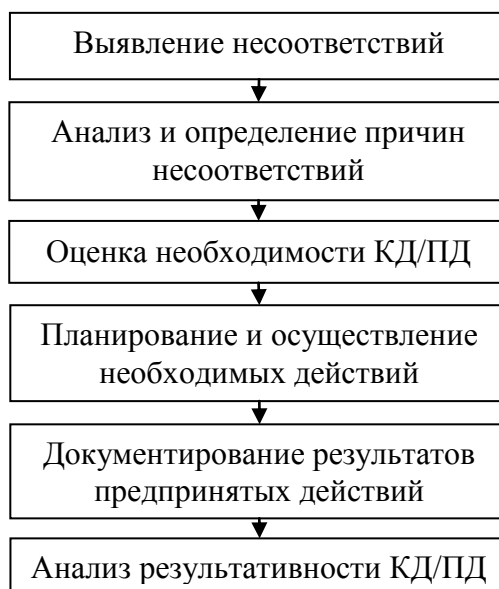 Выявление несоответствий
Анализ и определение причин
несоответствий
Оценка необходимости КД/ПД
Планирование и осуществление
необходимых действий
Документирование результатов
предпринятых действий
Анализ результативности КД/ПД